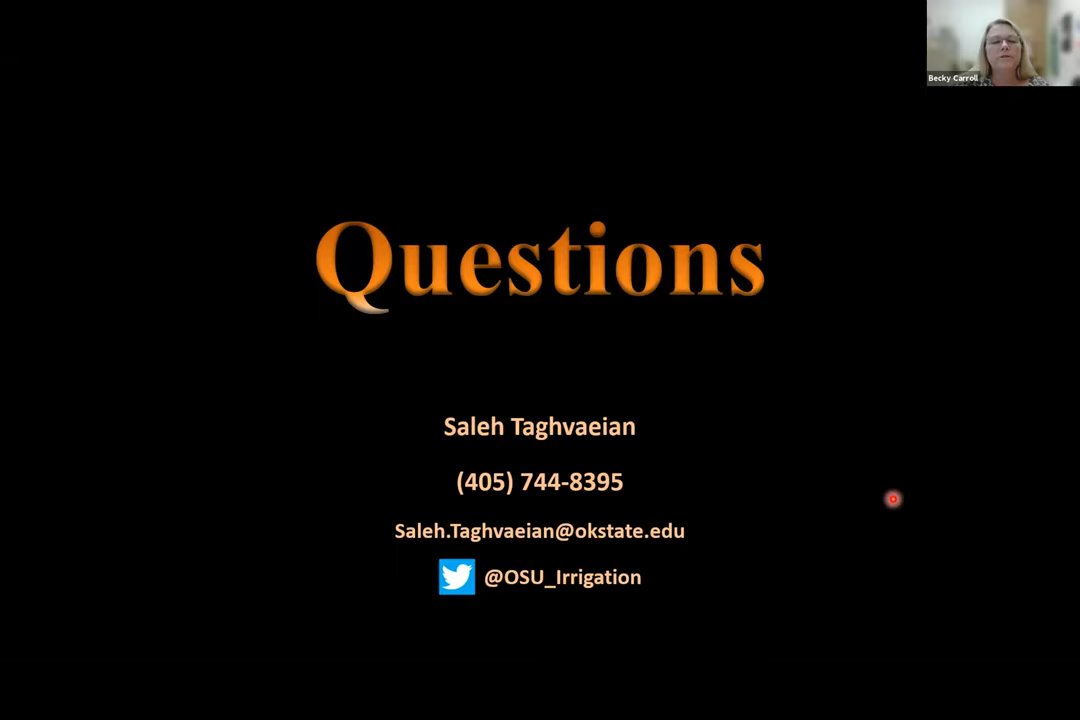 Becky Carroll
Questions
Saleh Taghvaeian
(405) 744-8395
Saleh.Taghvaeian@okstate.edu
@OSU_Irrigation